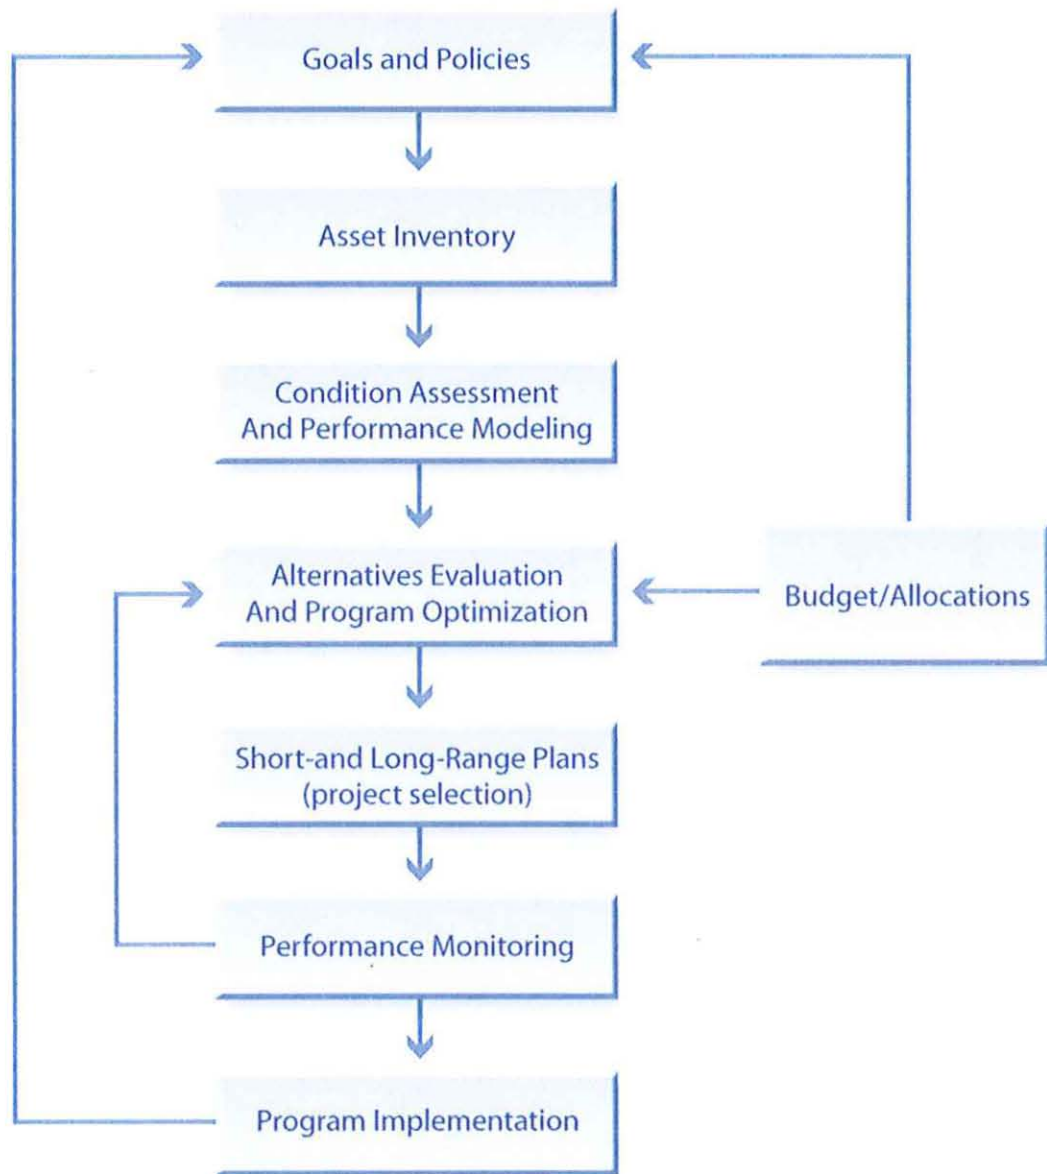 Goals and Policies
Asset Inventory
Condition Assessment
And Performance Modeling
Alternatives Evaluation
And Program Optimization
Budget/Allocations
Short-and Long-Range Plans
(project selection)
Performance Monitoring
Program Implementation